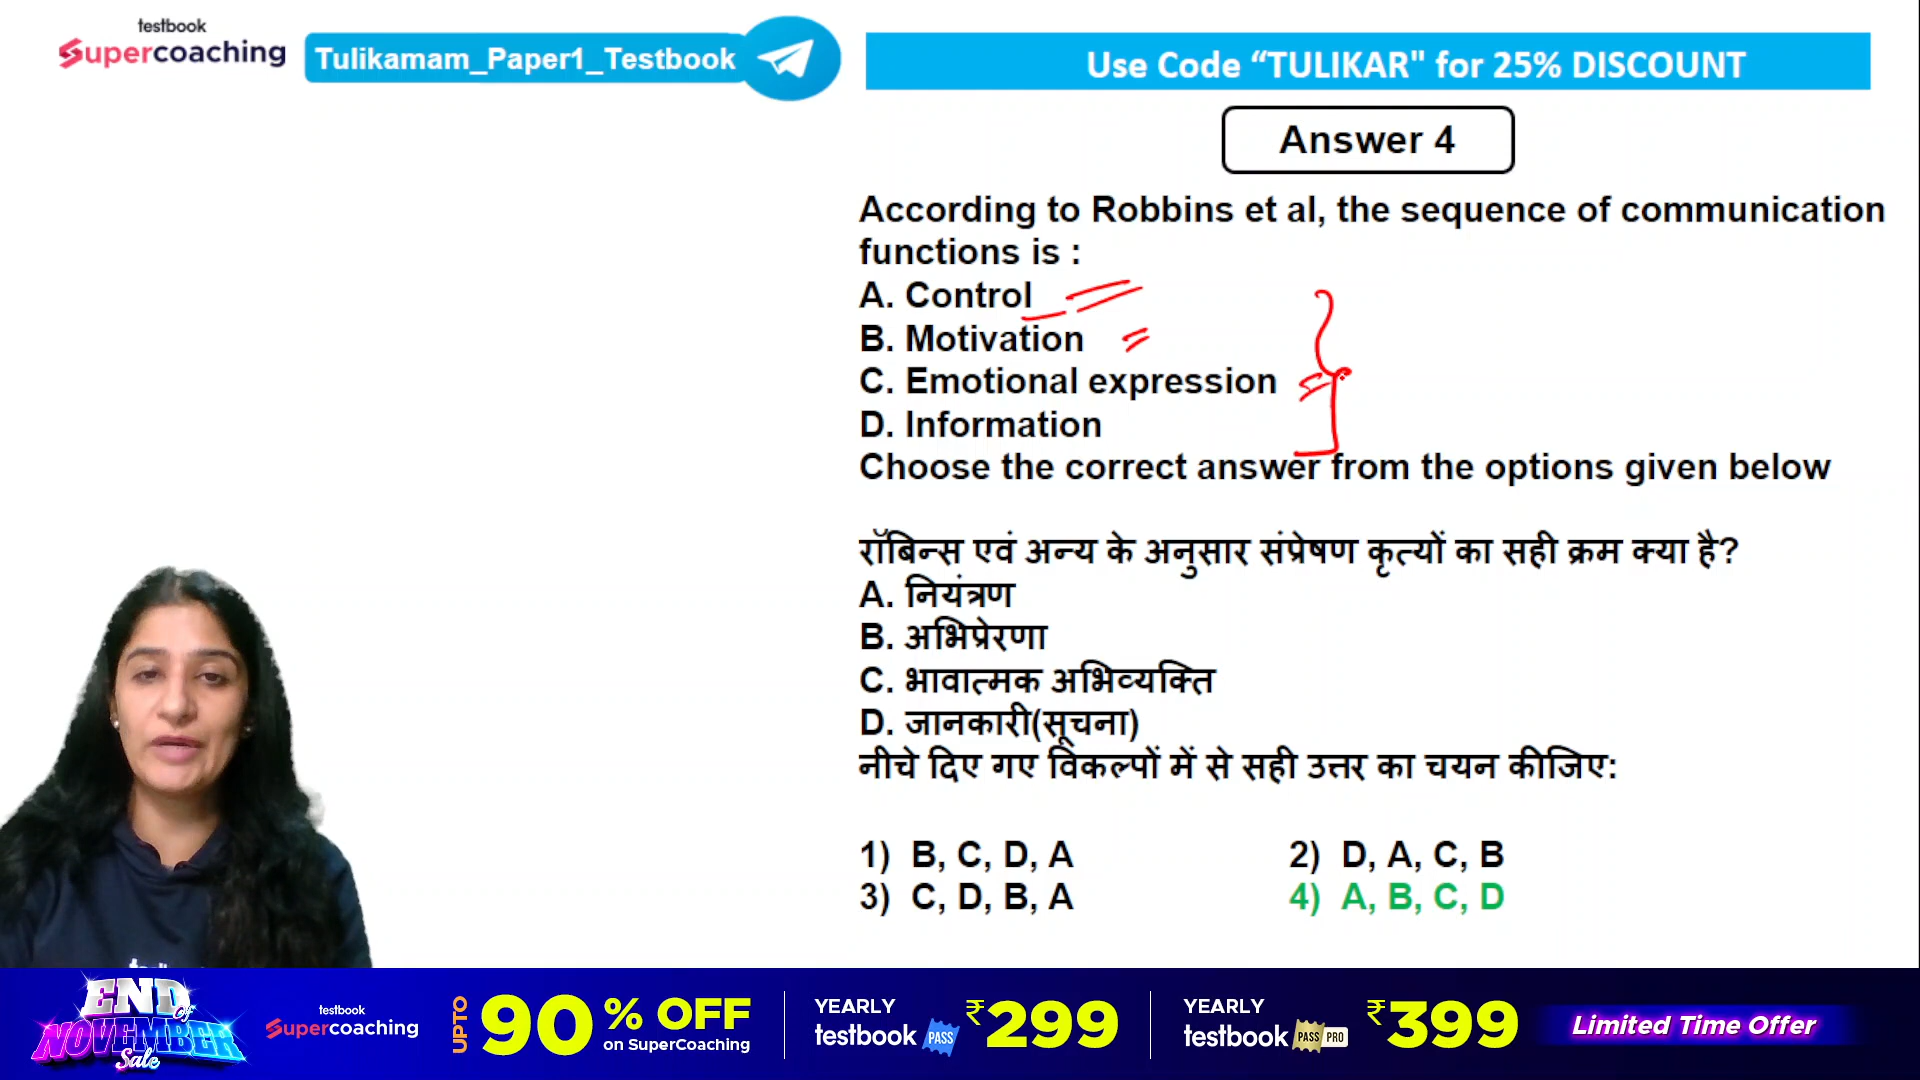 testbook
Supercoaching
Tulikamam_Paper1_Testbook
Use Code “TULIKAR" for 25% DISCOUNT
Answer 4
According to Robbins et al, the sequence of communication
functions is :
A. Control
B. Motivation
C. Emotional expression
D. Information
Choose the correct answer from the options given below
रॉबिन्स एवं अन्य के अनुसार संप्रेषण कृत्यों का सही क्रम क्या है?
A. नियंत्रण
B. अभिप्रेरणा
C. भावात्मक अभिव्यक्ति
D. जानकारी(सूचना)
नीचे दिए गए विकल्पों में से सही उत्तर का चयन कीजिए:
1) B, C, D, A
2) D, A, C, B
3) C, D, B, A
4) A, B, C, D
END of NOVEMBER Sale
testbook
Supercoaching
UPTO 90% OFF
on SuperCoaching
YEARLY
testbook PASS
₹299
YEARLY
testbook PASS PRO
₹399
Limited Time Offer